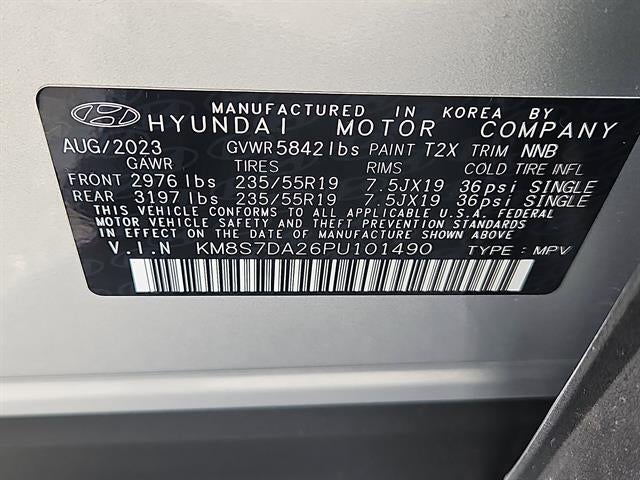 MANUFACTURED IN KOREA BY
HYUNDAI MOTOR COMPANY
AUG/2023 GVWR 5842 lbs PAINT T2X TRIM NNB
GAWR TIRES RIMS COLD TIRE INFL
FRONT 2976 lbs 235/55R19 7.5JX19 36psi SINGLE
REAR 3197 lbs 235/55R19 7.5JX19 36psi SINGLE
THIS VEHICLE CONFORMS TO ALL APPLICABLE U.S.A. FEDERAL
MOTOR VEHICLE SAFETY AND THEFT PREVENTION STANDARDS
IN EFFECT ON THE DATE OF MANUFACTURE SHOWN ABOVE
V.I.N KM8S7DA26PU101490 TYPE : MPV